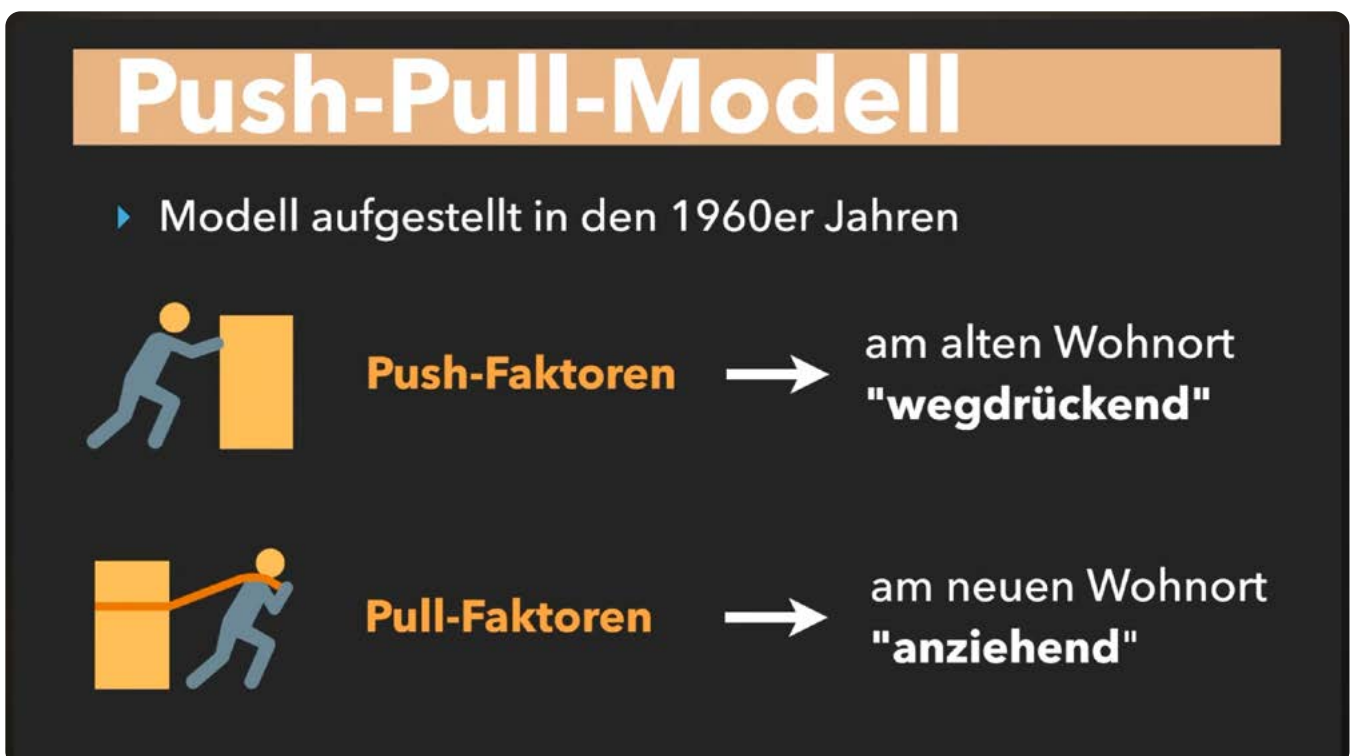 Push-Pull-Modell
Modell aufgestellt in den 1960er Jahren
Push-Faktoren
am alten Wohnort
"wegdrückend"
Pull-Faktoren
am neuen Wohnort
"anziehend"